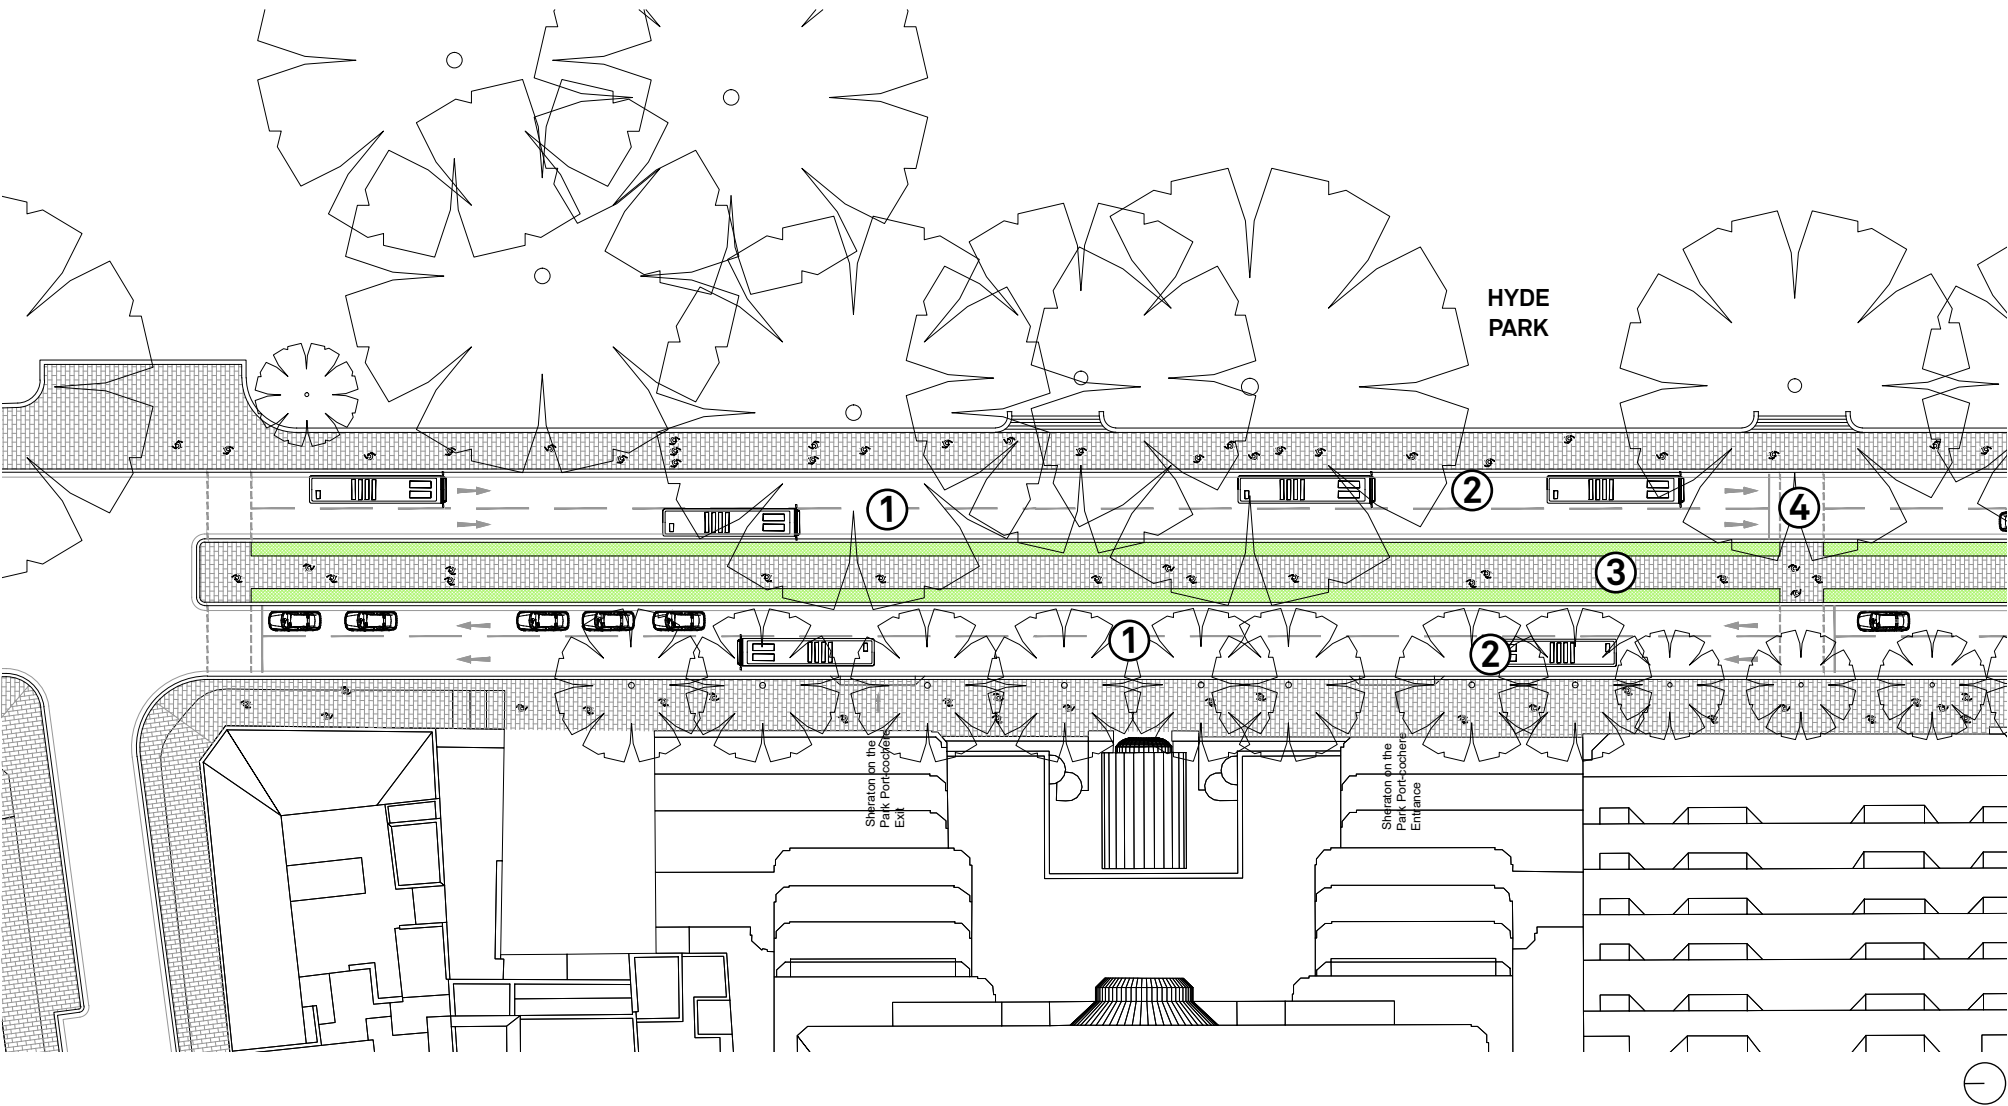 HYDE
PARK
1
2
4
3
1
2
Sheraton on the
Park Port-cochere
Exit
Sheraton on the
Park Port-cochere
Entrance